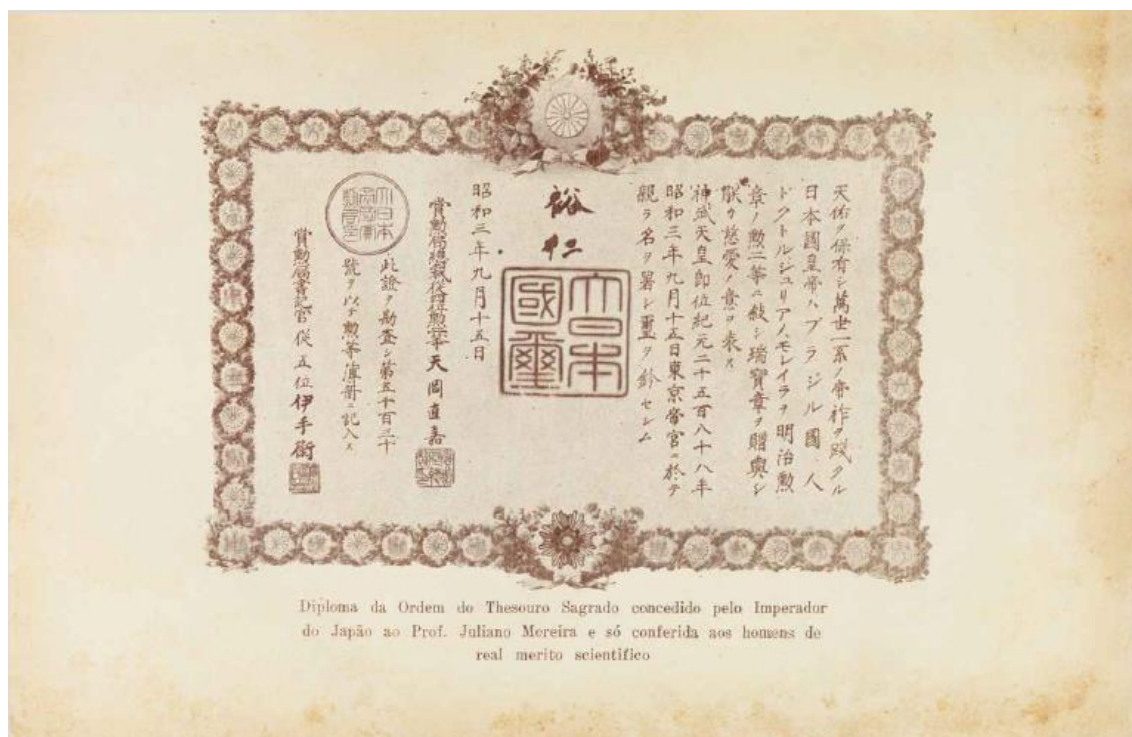 天佑ヲ保有シ萬世一系ノ帝祚ヲ踐タル
日本國皇帝ハブラジル國人
ドクトルジュリアノモレイラヲ明治勲
章ノ勲二等ニ敍シ瑞寶章ヲ贈與シ
朕カ慈愛ノ意ヲ表ス
神武天皇即位紀元二千五百八十八年
昭和三年九月十五日東京帝宮ニ於テ
親ラ名ヲ署シ璽ヲ鈐セシム
裕仁
大日本
國璽
昭和三年九月十五日
賞勲局總裁從四位勲二等天岡直嘉
此證ヲ勘査シ第五千百三十
號ヲ以テ勲等簿冊ニ記入ス
賞勲局書記官從五位伊手衛
Diploma da Ordem do Thesouro Sagrado concedido pelo Imperador
do Japão ao Prof. Juliano Mereira e só conferida aos homens de
real merito scientifico